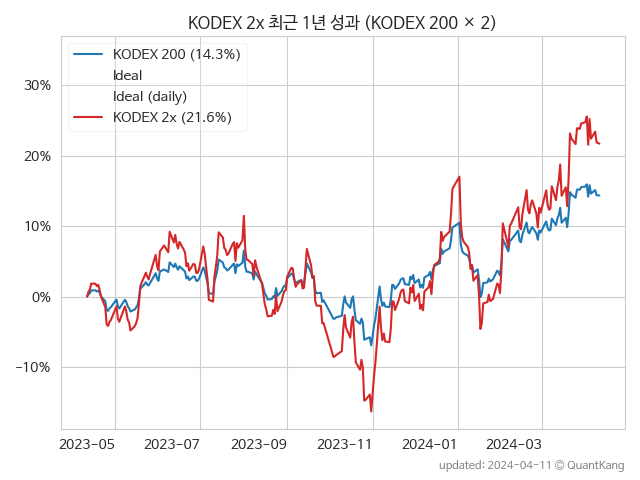 KODEX 2x 최근 1년 성과 (KODEX 200 × 2)
KODEX 200 (14.3%)
Ideal
Ideal (daily)
KODEX 2x (21.6%)
30%
20%
10%
0%
−10%
2023-05
2023-07
2023-09
2023-11
2024-01
2024-03
updated: 2024-04-11 © QuantKang